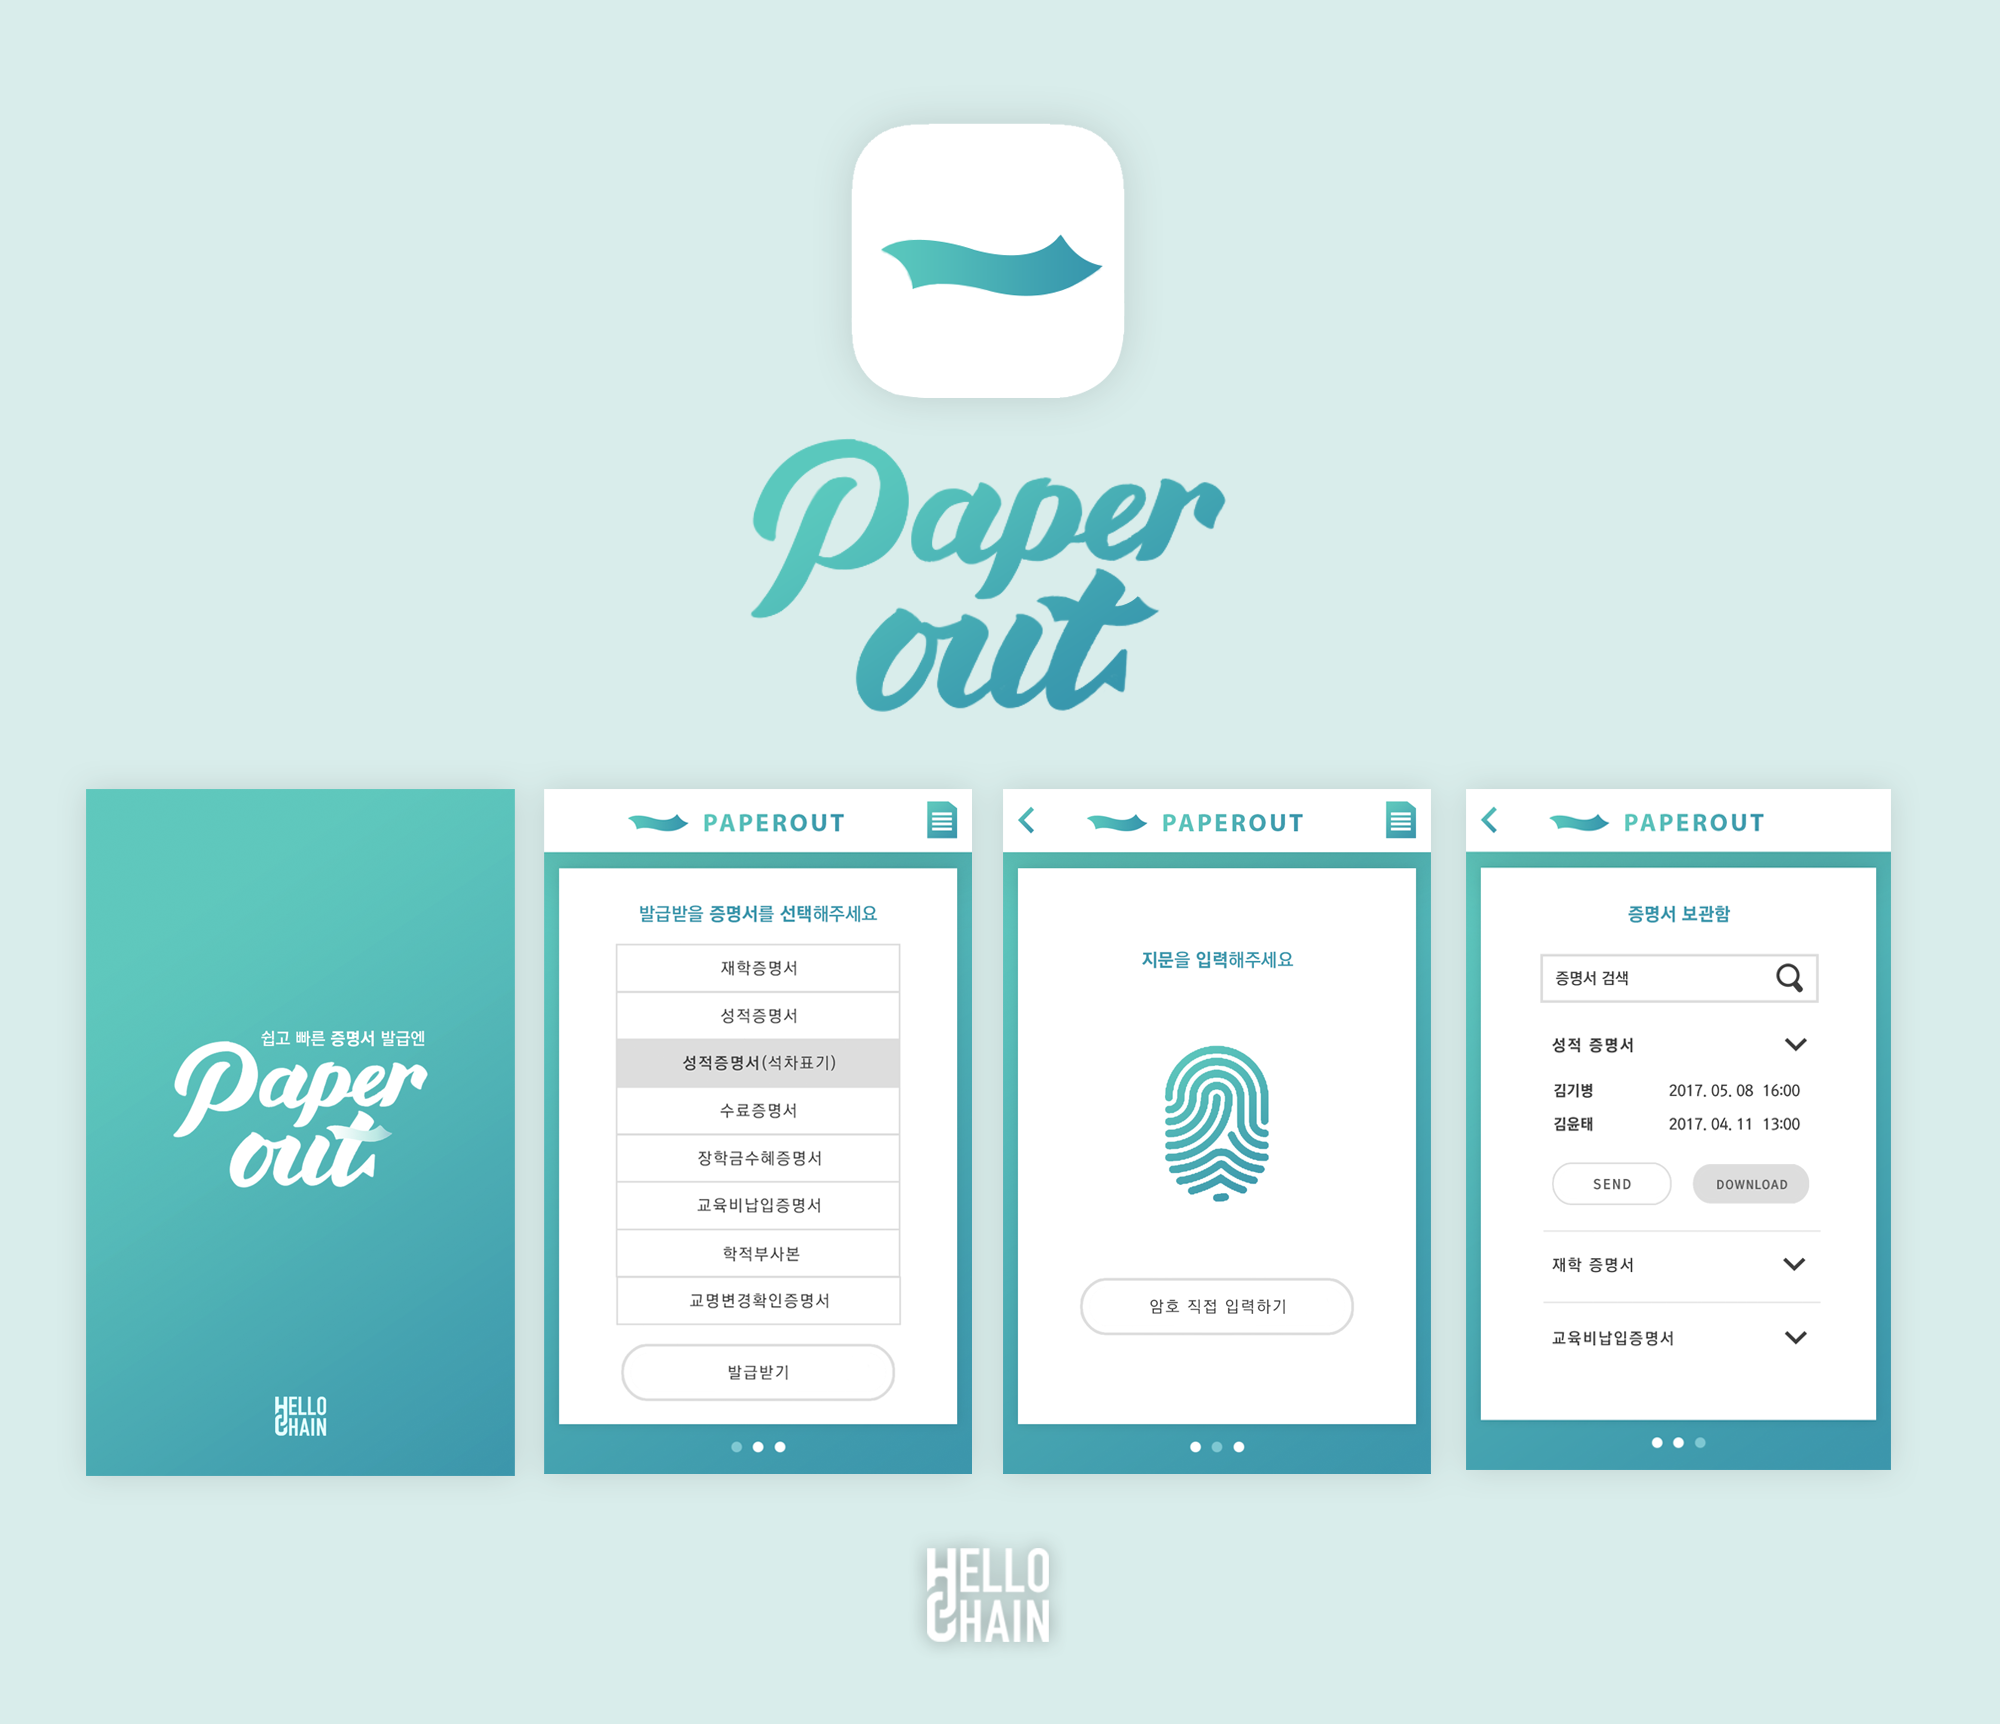 Paper
out
쉽고 빠른 증명서 발급엔
Paper
out
HELLO
CHAIN
PAPEROUT
발급받을 증명서를 선택해주세요
재학증명서
성적증명서
성적증명서(석차표기)
수료증명서
장학금수혜증명서
교육비납입증명서
학적부사본
교명변경확인증명서
발급받기
PAPEROUT
지문을 입력해주세요
암호 직접 입력하기
PAPEROUT
증명서 보관함
증명서 검색
성적 증명서
김기병 2017. 05. 08 16:00
김윤태 2017. 04. 11 13:00
SEND DOWNLOAD
재학 증명서
교육비납입증명서
HELLO
CHAIN